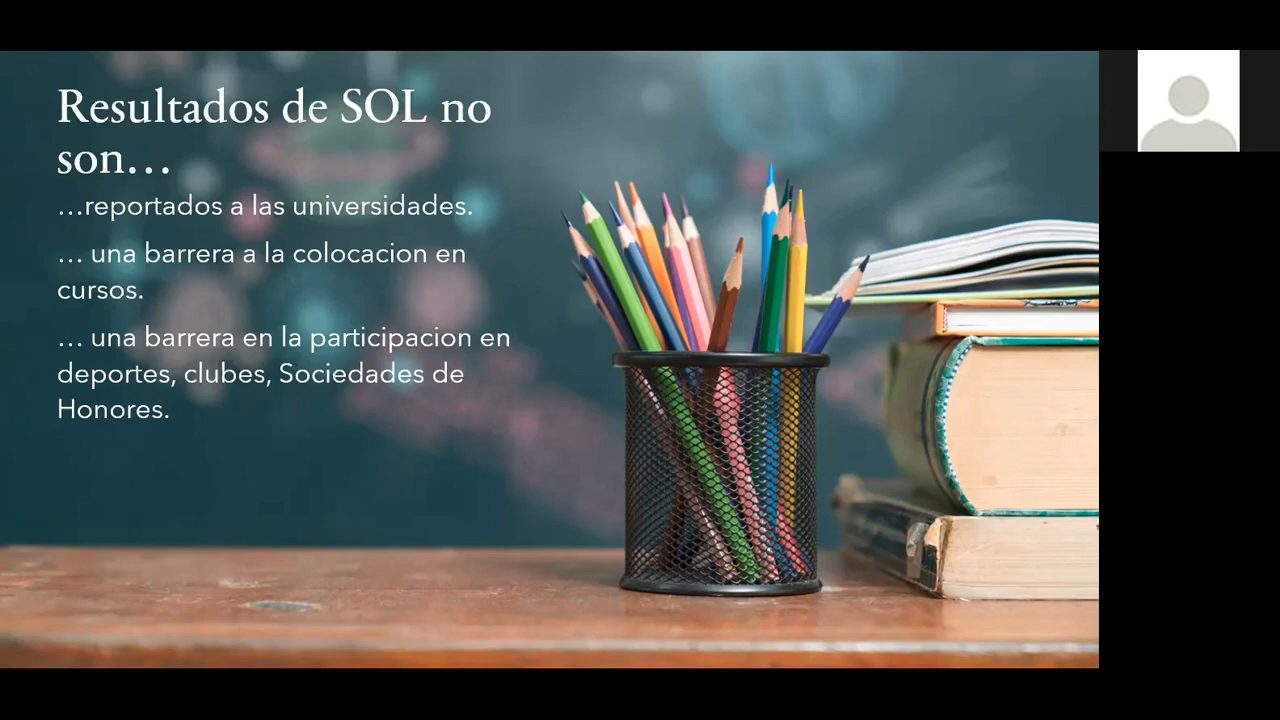 Resultados de SOL no
son…
…reportados a las universidades.
… una barrera a la colocacion en
cursos.
… una barrera en la participacion en
deportes, clubes, Sociedades de
Honores.